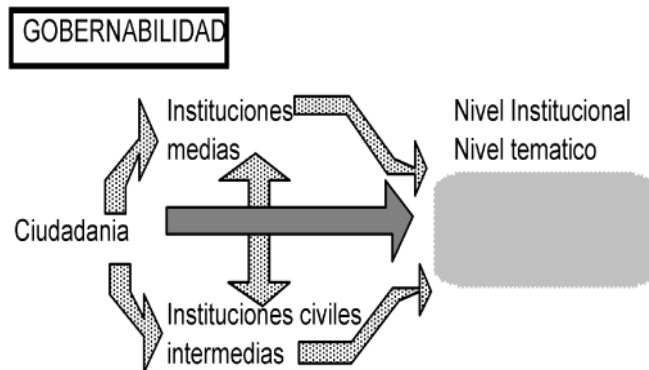 GOBERNABILIDAD
Instituciones
medias
Nivel Institucional
Nivel tematico
Ciudadania
Instituciones civiles
intermedias